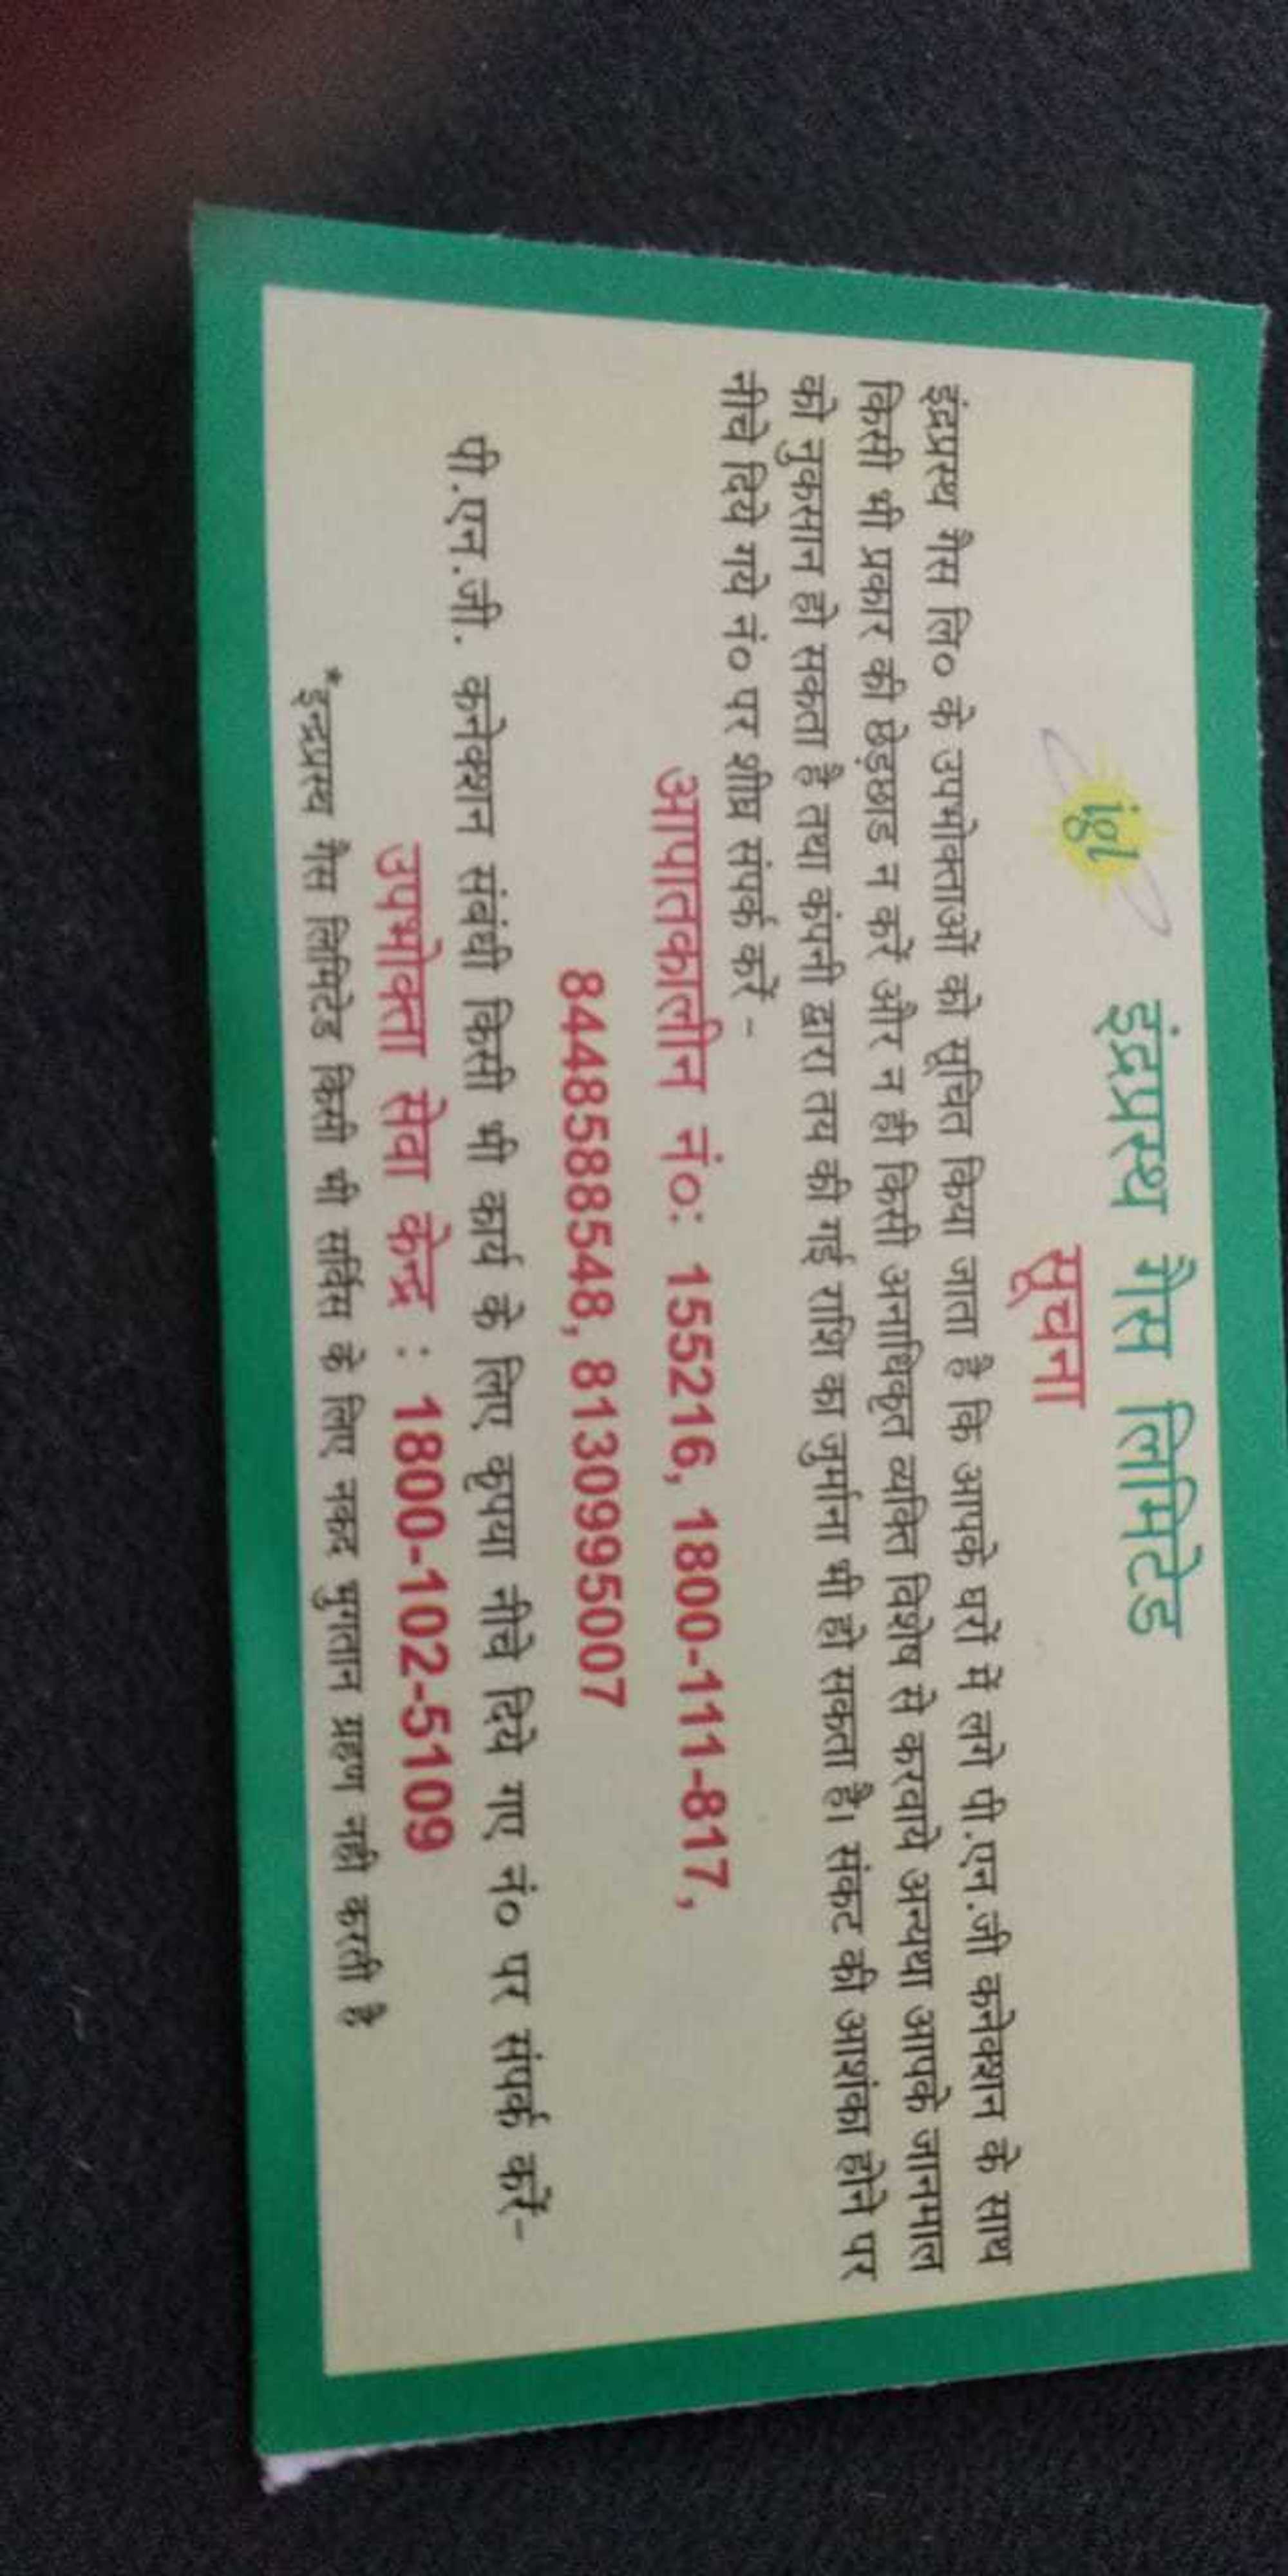 igl इंद्रप्रस्थ गैस लिमिटेड
सूचना
इंद्रप्रस्थ गैस लि० के उपभोक्ताओं को सूचित किया जाता है कि आपके घरों में लगे पी.एन.जी कनेक्शन के साथ
किसी भी प्रकार की छेड़छाड न करें और न ही किसी अनाधिकृत व्यक्ति विशेष से करवाये अन्यथा आपके जानमाल
को नुकसान हो सकता है तथा कंपनी द्वारा तय की गई राशि का जुर्माना भी हो सकता है। संकट की आशंका होने पर
नीचे दिये गये नं० पर शीघ्र संपर्क करें -
आपातकालीन नं०: 155216, 1800-111-817,
8448588548, 8130995007
पी.एन.जी. कनेक्शन संबंधी किसी भी कार्य के लिए कृपया नीचे दिये गए नं० पर संपर्क करें-
उपभोक्ता सेवा केन्द्र : 1800-102-5109
*इन्द्रप्रस्थ गैस लिमिटेड किसी भी सर्विस के लिए नकद भुगतान ग्रहण नही करती है